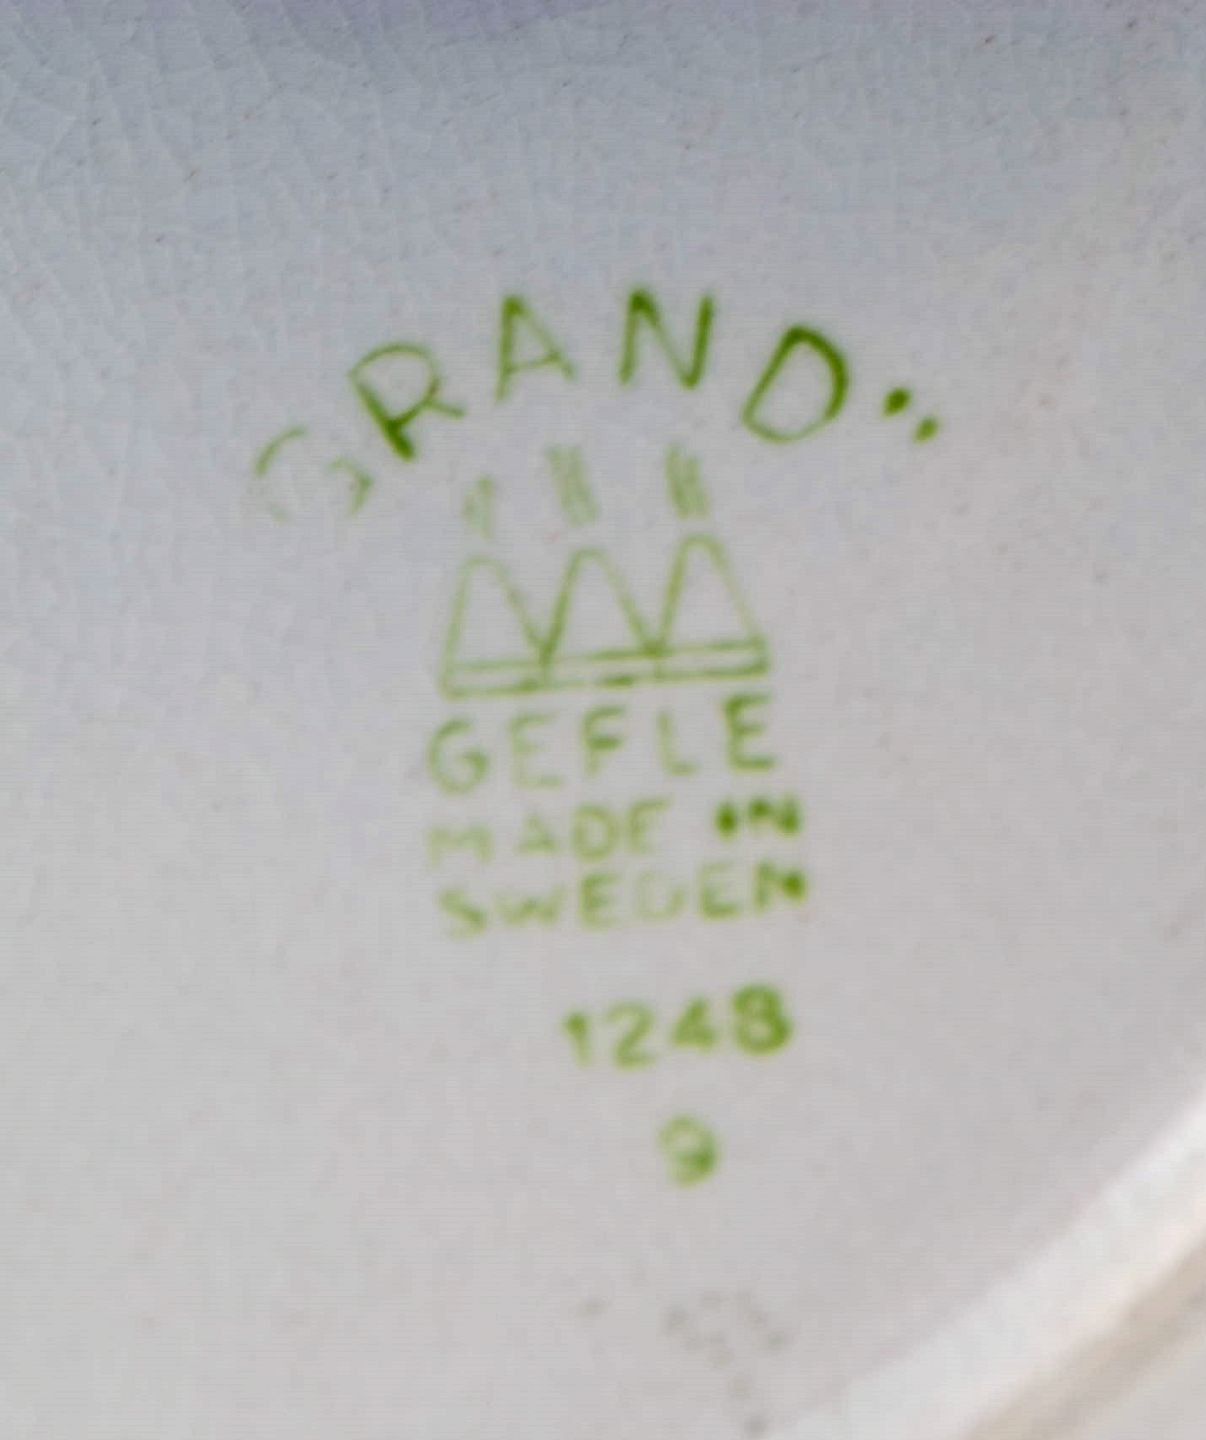 GRAND
GEFLE
MADE IN
SWEDEN
1248
9